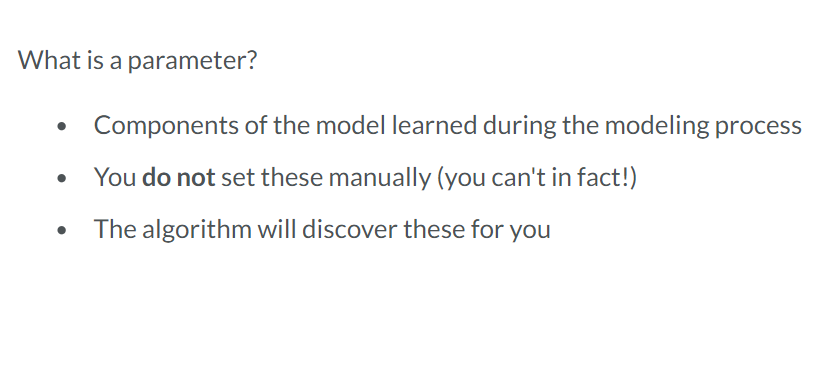 What is a parameter?
• Components of the model learned during the modeling process
• You do not set these manually (you can't in fact!)
• The algorithm will discover these for you